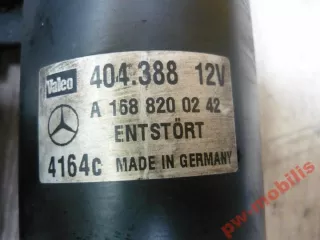 Valeo 404.388 12V
A 168 820 02 42
ENTSTÖRT
4164c MADE IN GERMANY
pw-mobilis